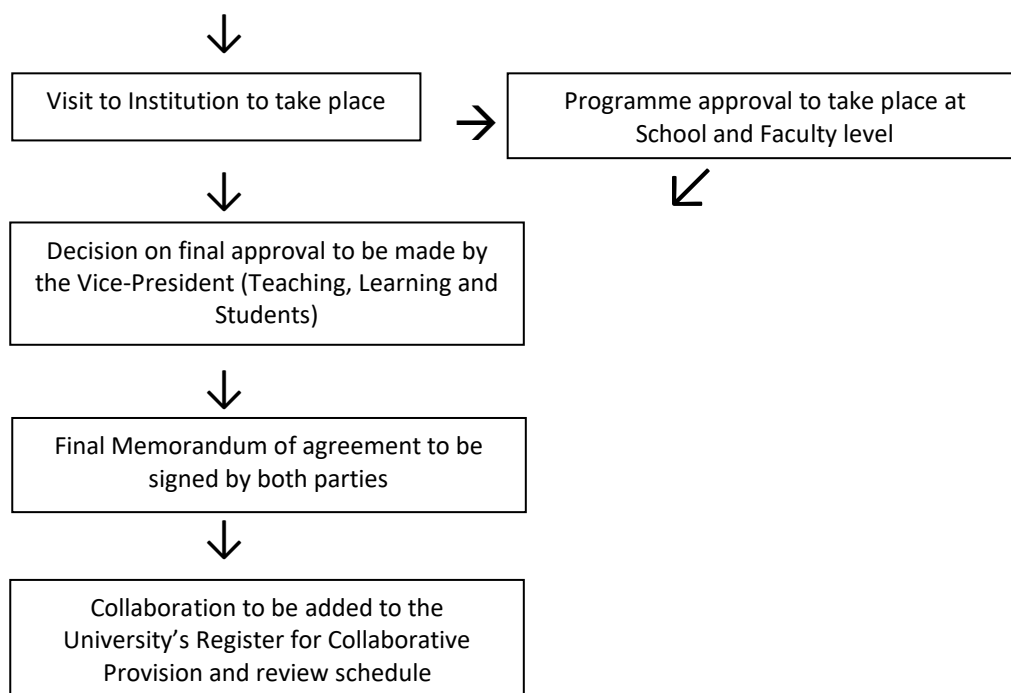 Visit to Institution to take place
Programme approval to take place at
School and Faculty level
Decision on final approval to be made by
the Vice-President (Teaching, Learning and
Students)
Final Memorandum of agreement to be
signed by both parties
Collaboration to be added to the
University’s Register for Collaborative
Provision and review schedule